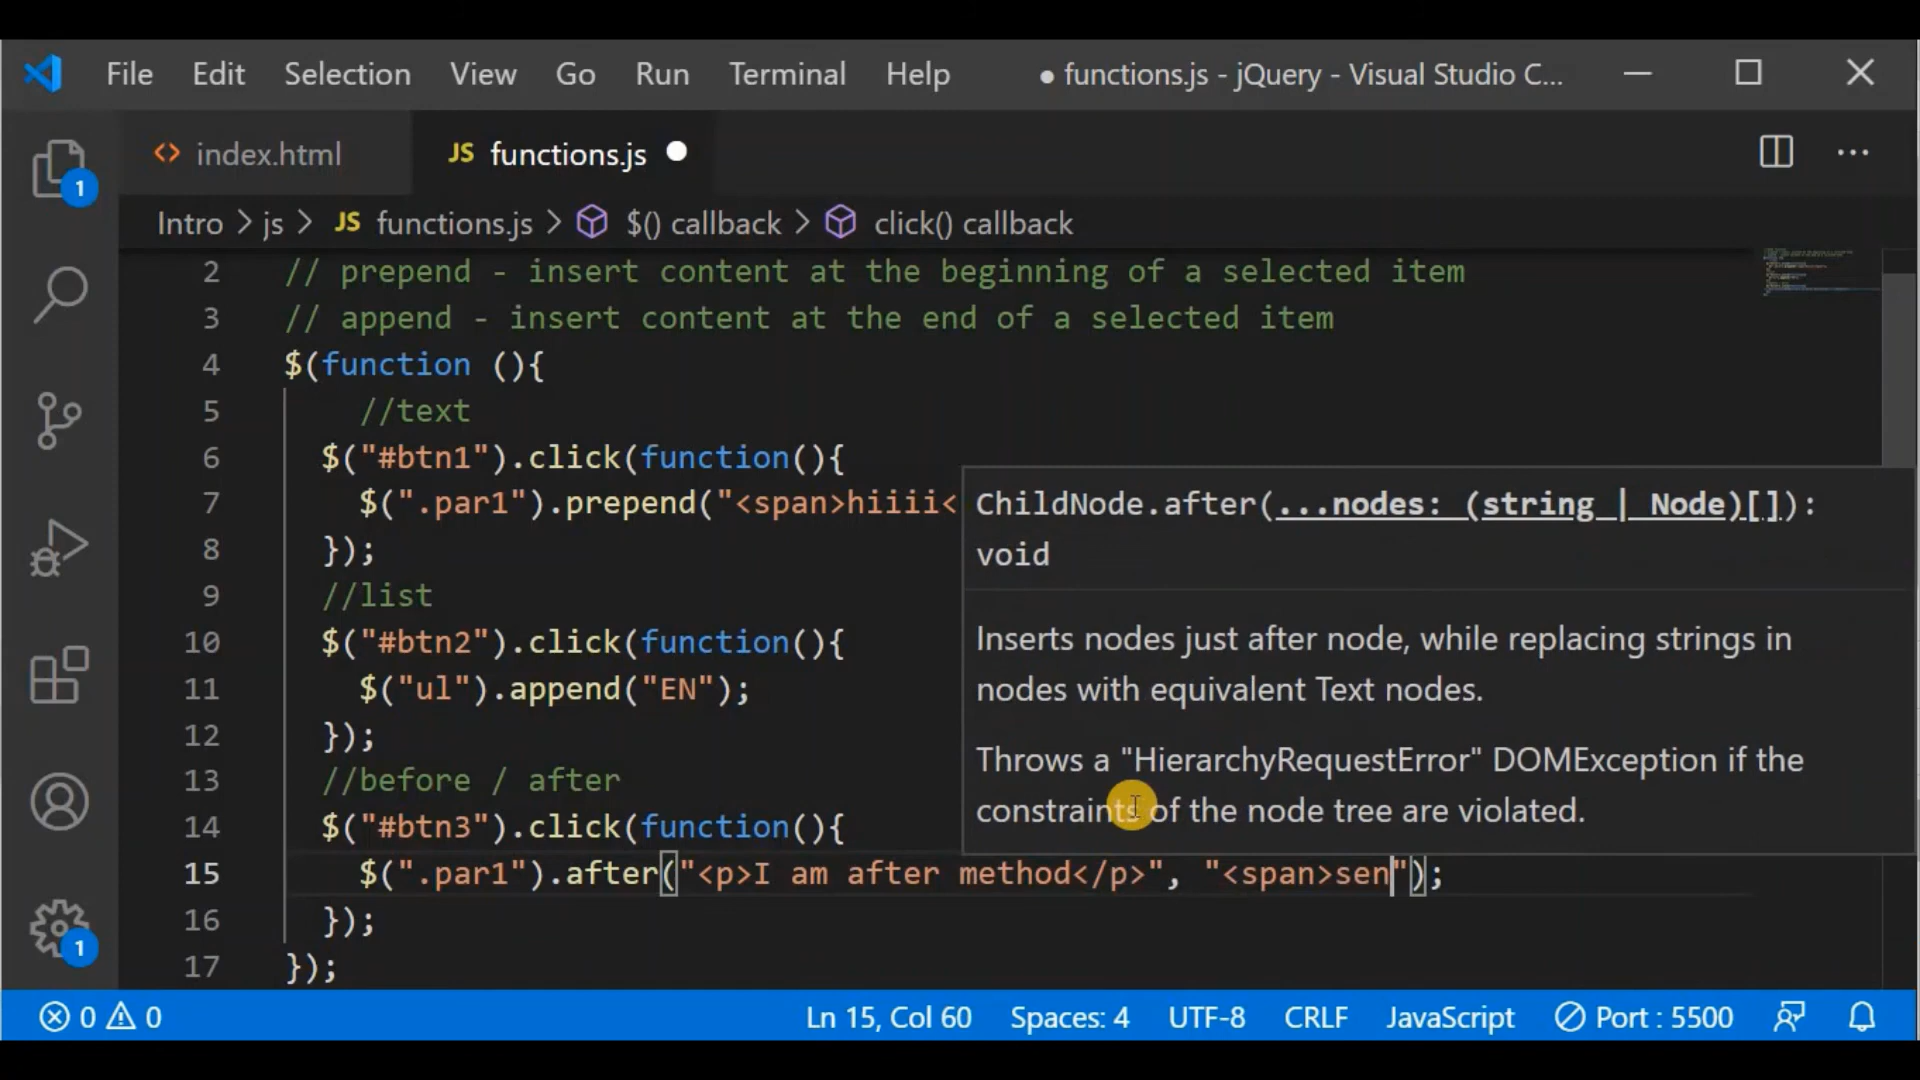 File Edit Selection View Go Run Terminal Help ● functions.js - jQuery - Visual Studio C...
index.html JS functions.js
Intro > js > JS functions.js > $() callback > click() callback
2 // prepend - insert content at the beginning of a selected item
3 // append - insert content at the end of a selected item
4 $(function (){
5 //text
6 $("#btn1").click(function(){
7 $(".par1").prepend("<span>hiiii<
8 });
9 //list
10 $("#btn2").click(function(){
11 $("ul").append("EN");
12 });
13 //before / after
14 $("#btn3").click(function(){
15 $(".par1").after("<p>I am after method</p>", "<span>sen");
16 });
17 });
ChildNode.after(...nodes: (string | Node)[]):
void
Inserts nodes just after node, while replacing strings in
nodes with equivalent Text nodes.
Throws a "HierarchyRequestError" DOMException if the
constraints of the node tree are violated.
1
1
0 0 Ln 15, Col 60 Spaces: 4 UTF-8 CRLF JavaScript Port : 5500